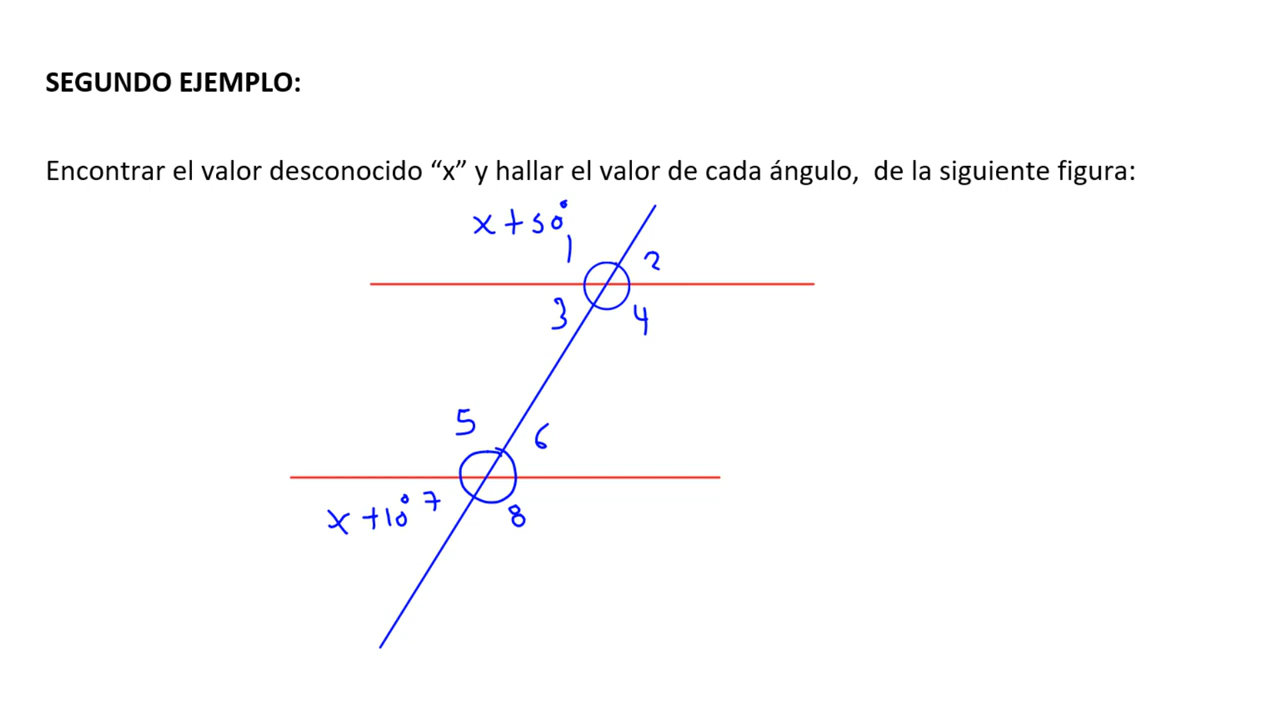 SEGUNDO EJEMPLO:
Encontrar el valor desconocido “x” y hallar el valor de cada ángulo, de la siguiente figura:
x + 50°
1
2
3
4
5
6
x + 10° 7
8